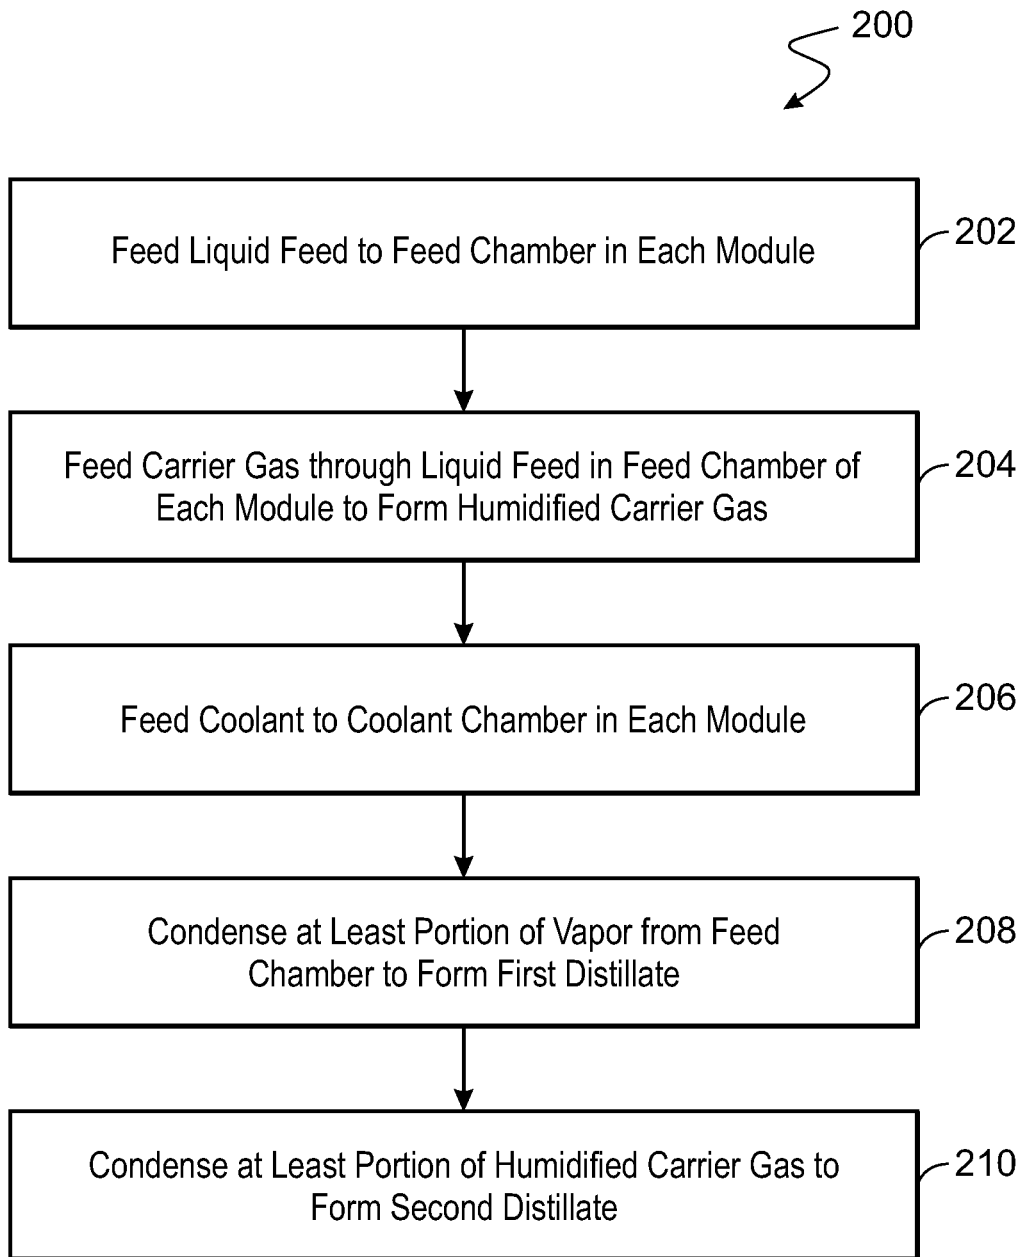 200
Feed Liquid Feed to Feed Chamber in Each Module
202
Feed Carrier Gas through Liquid Feed in Feed Chamber of
Each Module to Form Humidified Carrier Gas
204
Feed Coolant to Coolant Chamber in Each Module
206
Condense at Least Portion of Vapor from Feed
Chamber to Form First Distillate
208
Condense at Least Portion of Humidified Carrier Gas to
Form Second Distillate
210